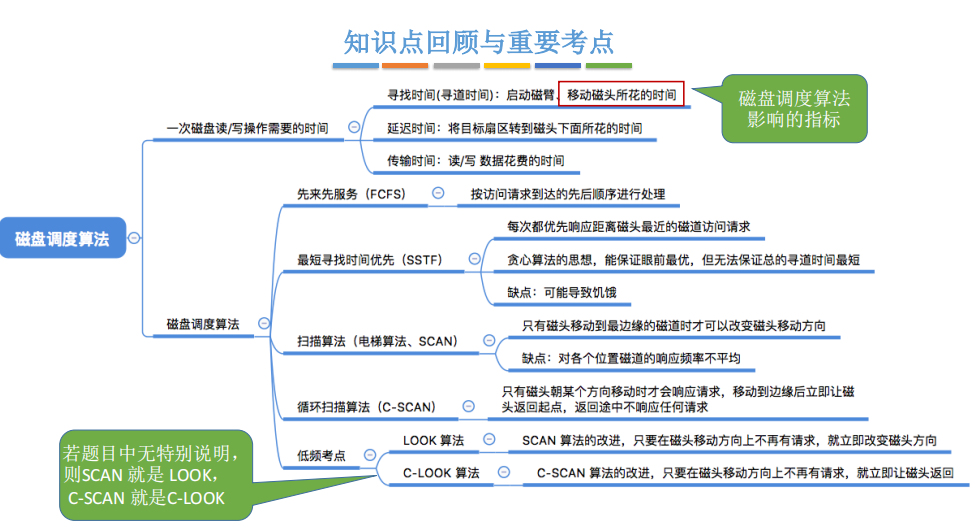 知识点回顾与重要考点
寻找时间(寻道时间)：启动磁臂、移动磁头所花的时间
磁盘调度算法
影响的指标
一次磁盘读/写操作需要的时间
延迟时间：将目标扇区转到磁头下面所花的时间
传输时间：读/写 数据花费的时间
先来先服务（FCFS）
按访问请求到达的先后顺序进行处理
每次都优先响应距离磁头最近的磁道访问请求
磁盘调度算法
最短寻找时间优先（SSTF）
贪心算法的思想，能保证眼前最优，但无法保证总的寻道时间最短
缺点：可能导致饥饿
磁盘调度算法
只有磁头移动到最边缘的磁道时才可以改变磁头移动方向
扫描算法（电梯算法、SCAN）
缺点：对各个位置磁道的响应频率不平均
循环扫描算法（C-SCAN）
只有磁头朝某个方向移动时才会响应请求，移动到边缘后立即让磁
头返回起点，返回途中不响应任何请求
低频考点
LOOK 算法
SCAN 算法的改进，只要在磁头移动方向上不再有请求，就立即改变磁头方向
C-LOOK 算法
C-SCAN 算法的改进，只要在磁头移动方向上不再有请求，就立即让磁头返回
若题目中无特别说明，
则SCAN 就是 LOOK，
C-SCAN 就是C-LOOK